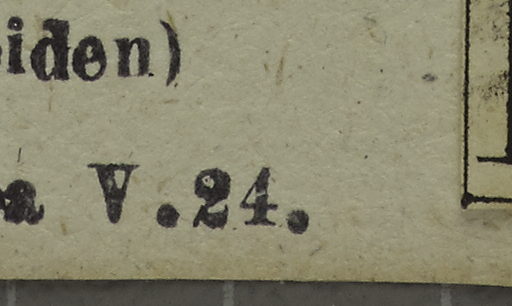 iden)
V.24.